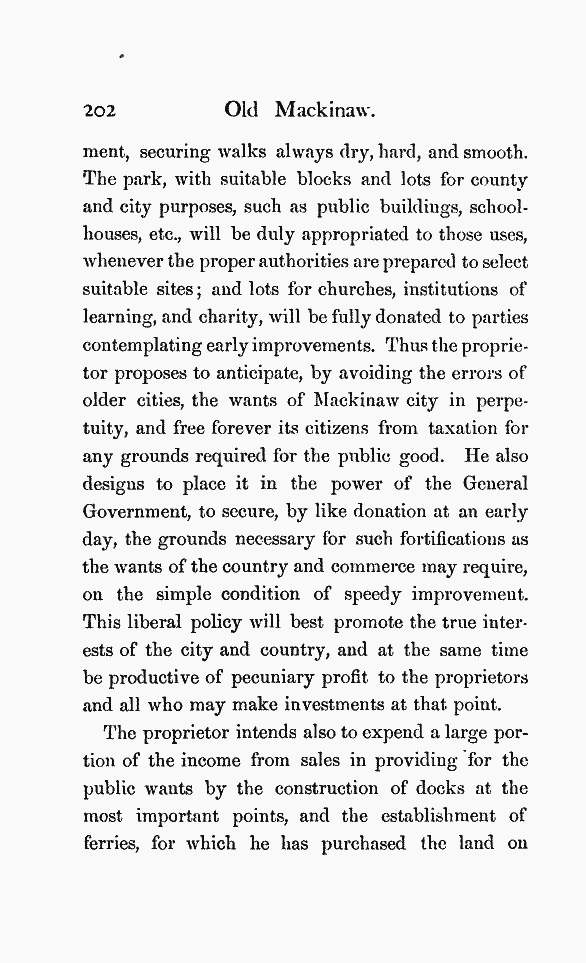 202 Old Mackinaw.
ment, securing walks always dry, hard, and smooth.
The park, with suitable blocks and lots for county
and city purposes, such as public buildings, school-
houses, etc., will be duly appropriated to those uses,
whenever the proper authorities are prepared to select
suitable sites; and lots for churches, institutions of
learning, and charity, will be fully donated to parties
contemplating early improvements. Thus the proprie-
tor proposes to anticipate, by avoiding the errors of
older cities, the wants of Mackinaw city in perpe-
tuity, and free forever its citizens from taxation for
any grounds required for the public good. He also
designs to place it in the power of the General
Government, to secure, by like donation at an early
day, the grounds necessary for such fortifications as
the wants of the country and commerce may require,
on the simple condition of speedy improvement.
This liberal policy will best promote the true inter-
ests of the city and country, and at the same time
be productive of pecuniary profit to the proprietors
and all who may make investments at that point.
The proprietor intends also to expend a large por-
tion of the income from sales in providing for the
public wants by the construction of docks at the
most important points, and the establishment of
ferries, for which he has purchased the land on